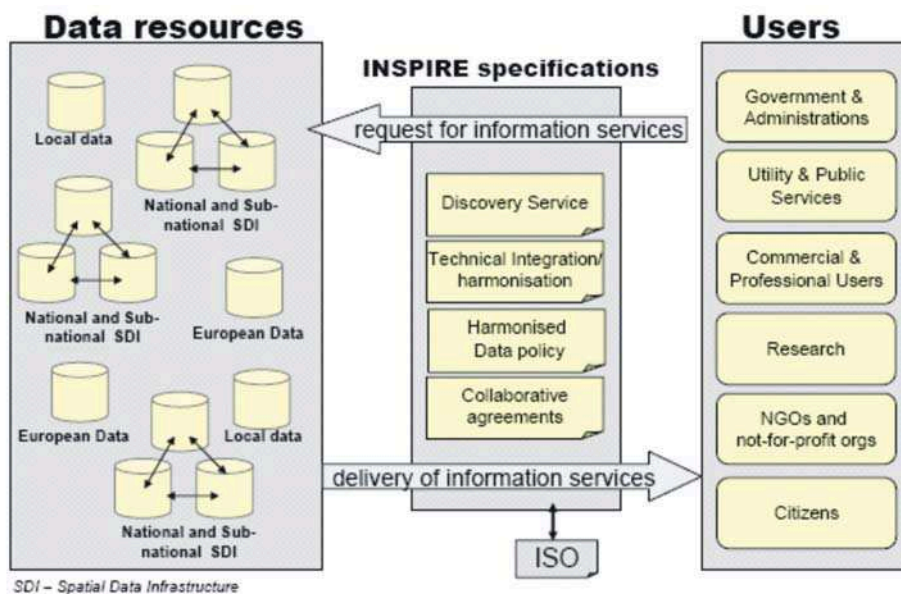 Data resources
Local data
National and Sub-
national SDI
National and Sub-
national SDI
European Data
European Data
Local data
National and Sub-
national SDI
SDI – Spatial Data Infrastructure
INSPIRE specifications
request for information services
Discovery Service
Technical Integration/
harmonisation
Harmonised
Data policy
Collaborative
agreements
delivery of information services
ISO
Users
Government &
Administrations
Utility & Public
Services
Commercial &
Professional Users
Research
NGOs and
not-for-profit orgs
Citizens